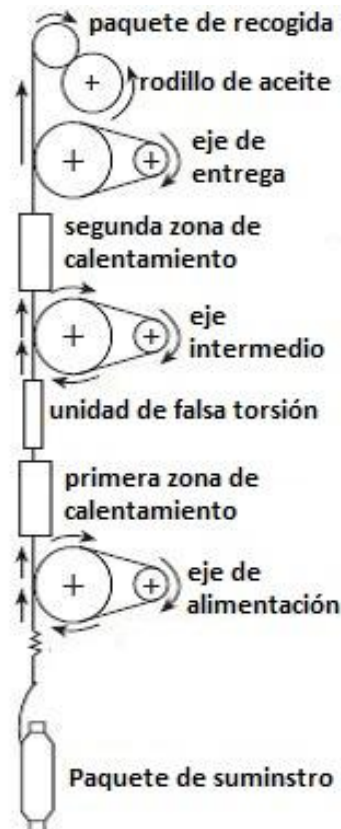 paquete de recogida
rodillo de aceite
eje de
entrega
segunda zona de
calentamiento
eje
intermedio
unidad de falsa torsión
primera zona de
calentamiento
eje de
alimentación
Paquete de suminstro